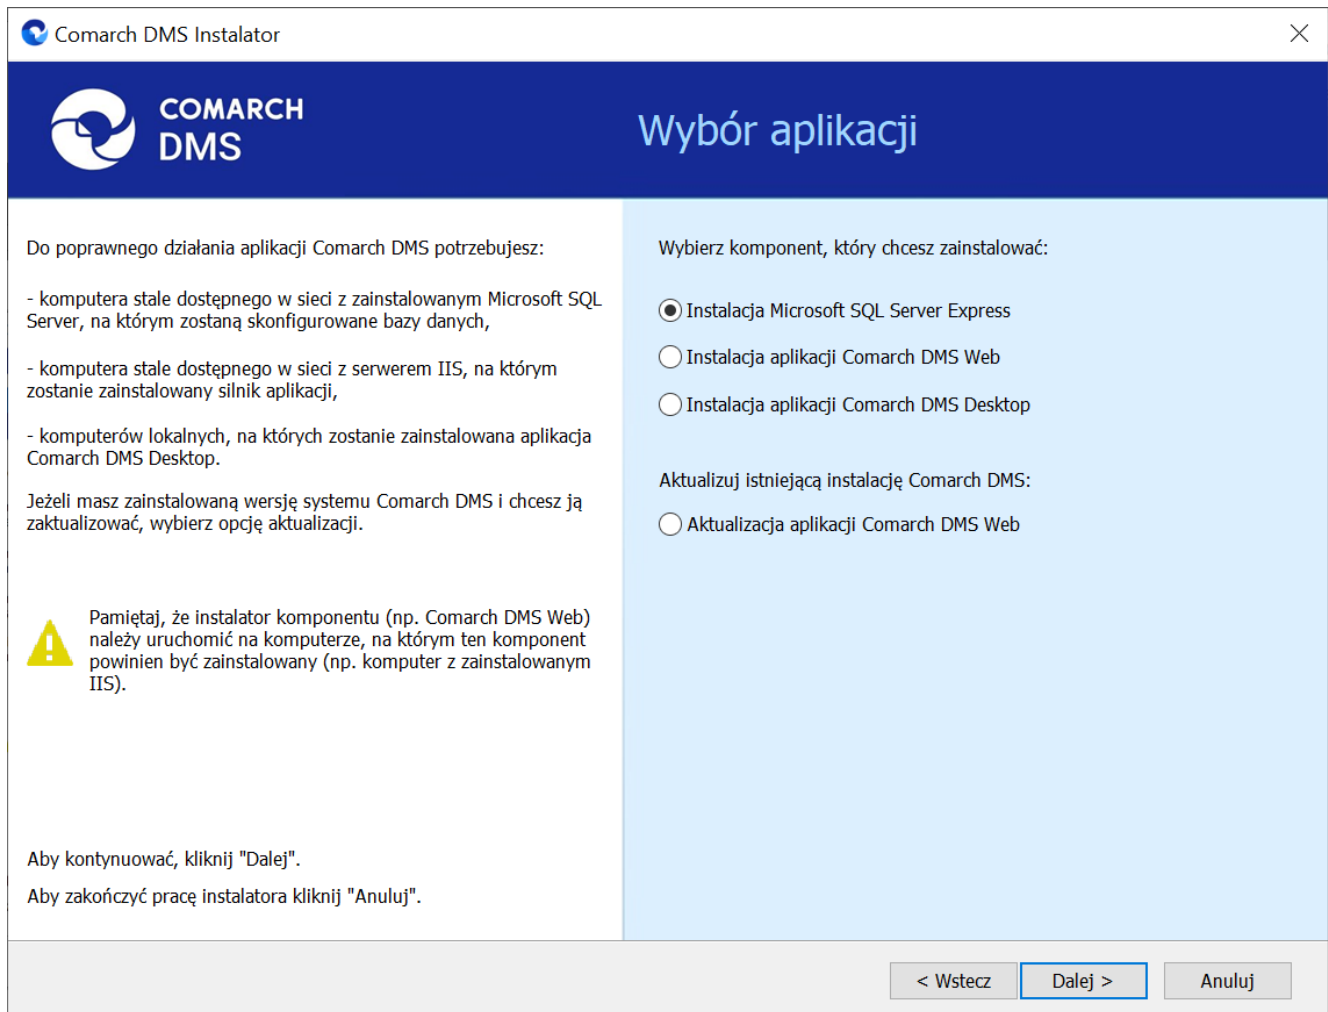 Comarch DMS Instalator
COMARCH
DMS
Wybór aplikacji
Do poprawnego działania aplikacji Comarch DMS potrzebujesz:
- komputera stale dostępnego w sieci z zainstalowanym Microsoft SQL
Server, na którym zostaną skonfigurowane bazy danych,
- komputera stale dostępnego w sieci z serwerem IIS, na którym
zostanie zainstalowany silnik aplikacji,
- komputerów lokalnych, na których zostanie zainstalowana aplikacja
Comarch DMS Desktop.
Jeżeli masz zainstalowaną wersję systemu Comarch DMS i chcesz ją
zaktualizować, wybierz opcję aktualizacji.
Pamiętaj, że instalator komponentu (np. Comarch DMS Web)
należy uruchomić na komputerze, na którym ten komponent
powinien być zainstalowany (np. komputer z zainstalowanym
IIS).
Aby kontynuować, kliknij "Dalej".
Aby zakończyć pracę instalatora kliknij "Anuluj".
Wybierz komponent, który chcesz zainstalować:
Instalacja Microsoft SQL Server Express
Instalacja aplikacji Comarch DMS Web
Instalacja aplikacji Comarch DMS Desktop
Aktualizuj istniejącą instalację Comarch DMS:
Aktualizacja aplikacji Comarch DMS Web
< Wstecz
Dalej >
Anuluj